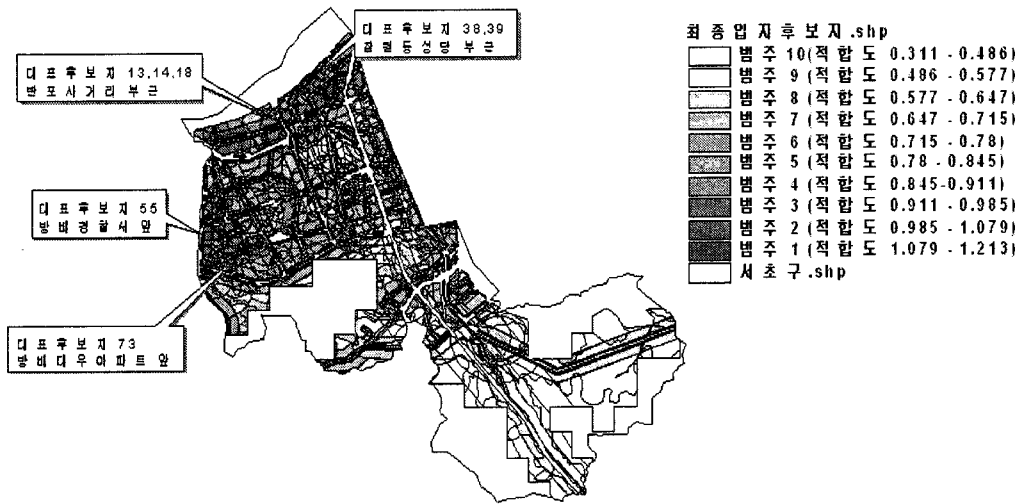 대표후보지 38,39
잠원동성당 부근
대표후보지 13,14,18
반포사거리 부근
대표후보지 55
방배경찰서 앞
대표후보지 73
방배대우아파트 앞
최종입지후보지.shp
범주 10(적합도 0.311 - 0.486)
범주 9 (적합도 0.486 - 0.577)
범주 8 (적합도 0.577 - 0.647)
범주 7 (적합도 0.647 - 0.715)
범주 6 (적합도 0.715 - 0.78)
범주 5 (적합도 0.78 - 0.845)
범주 4 (적합도 0.845-0.911)
범주 3 (적합도 0.911 - 0.985)
범주 2 (적합도 0.985 - 1.079)
범주 1 (적합도 1.079 - 1.213)
서초구.shp